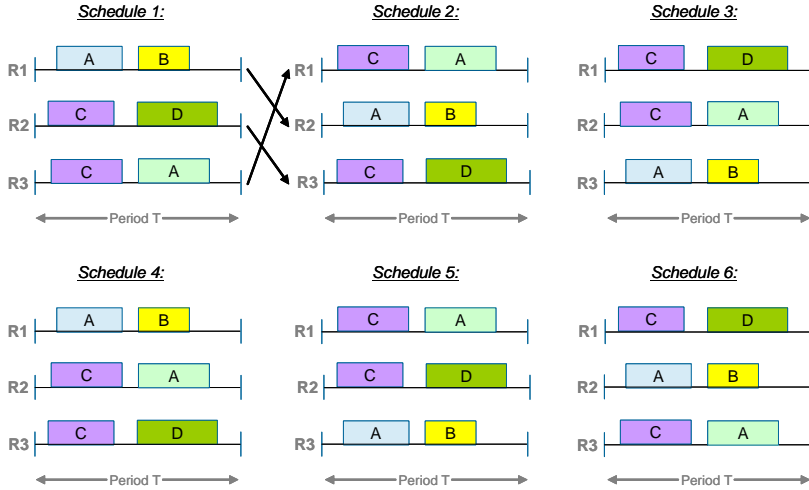 Schedule 1: Schedule 2: Schedule 3:
R1 A B R1 C A R1 C D
R2 C D R2 A B R2 C A
R3 C A R3 C D R3 A B
Period T Period T Period T
Schedule 4: Schedule 5: Schedule 6:
R1 A B R1 C A R1 C D
R2 C A R2 C D R2 A B
R3 C D R3 A B R3 C A
Period T Period T Period T